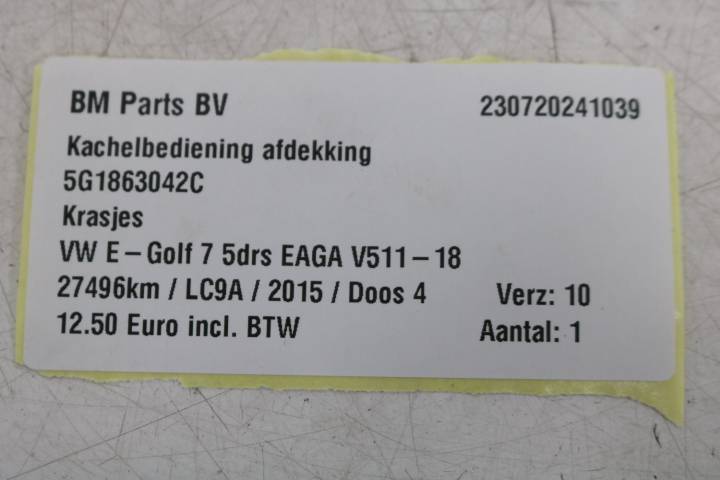 BM Parts BV 230720241039
Kachelbediening afdekking
5G1863042C
Krasjes
VW E-Golf 7 5drs EAGA V511-18
27496km / LC9A / 2015 / Doos 4 Verz: 10
12.50 Euro incl. BTW Aantal: 1